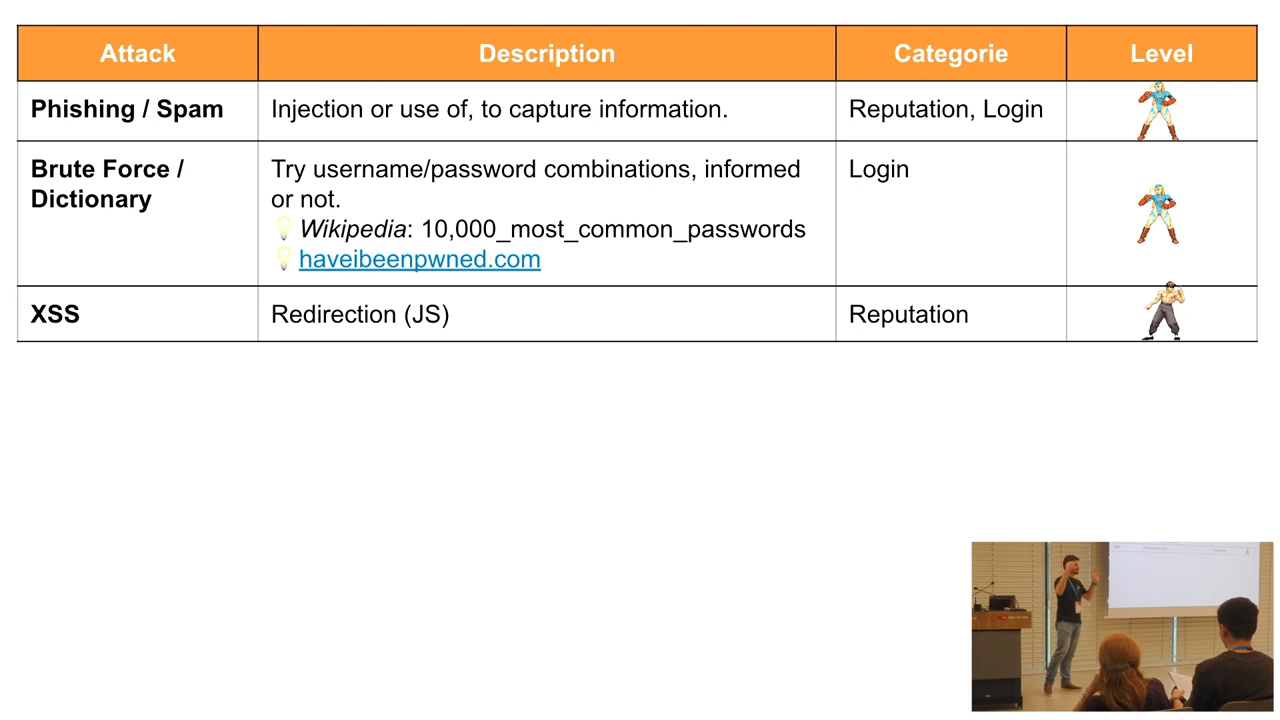 Attack Description Categorie Level
Phishing / Spam Injection or use of, to capture information. Reputation, Login
Brute Force / Dictionary
Try username/password combinations, informed
or not.
Wikipedia: 10,000_most_common_passwords
haveibeenpwned.com
Login
XSS Redirection (JS) Reputation